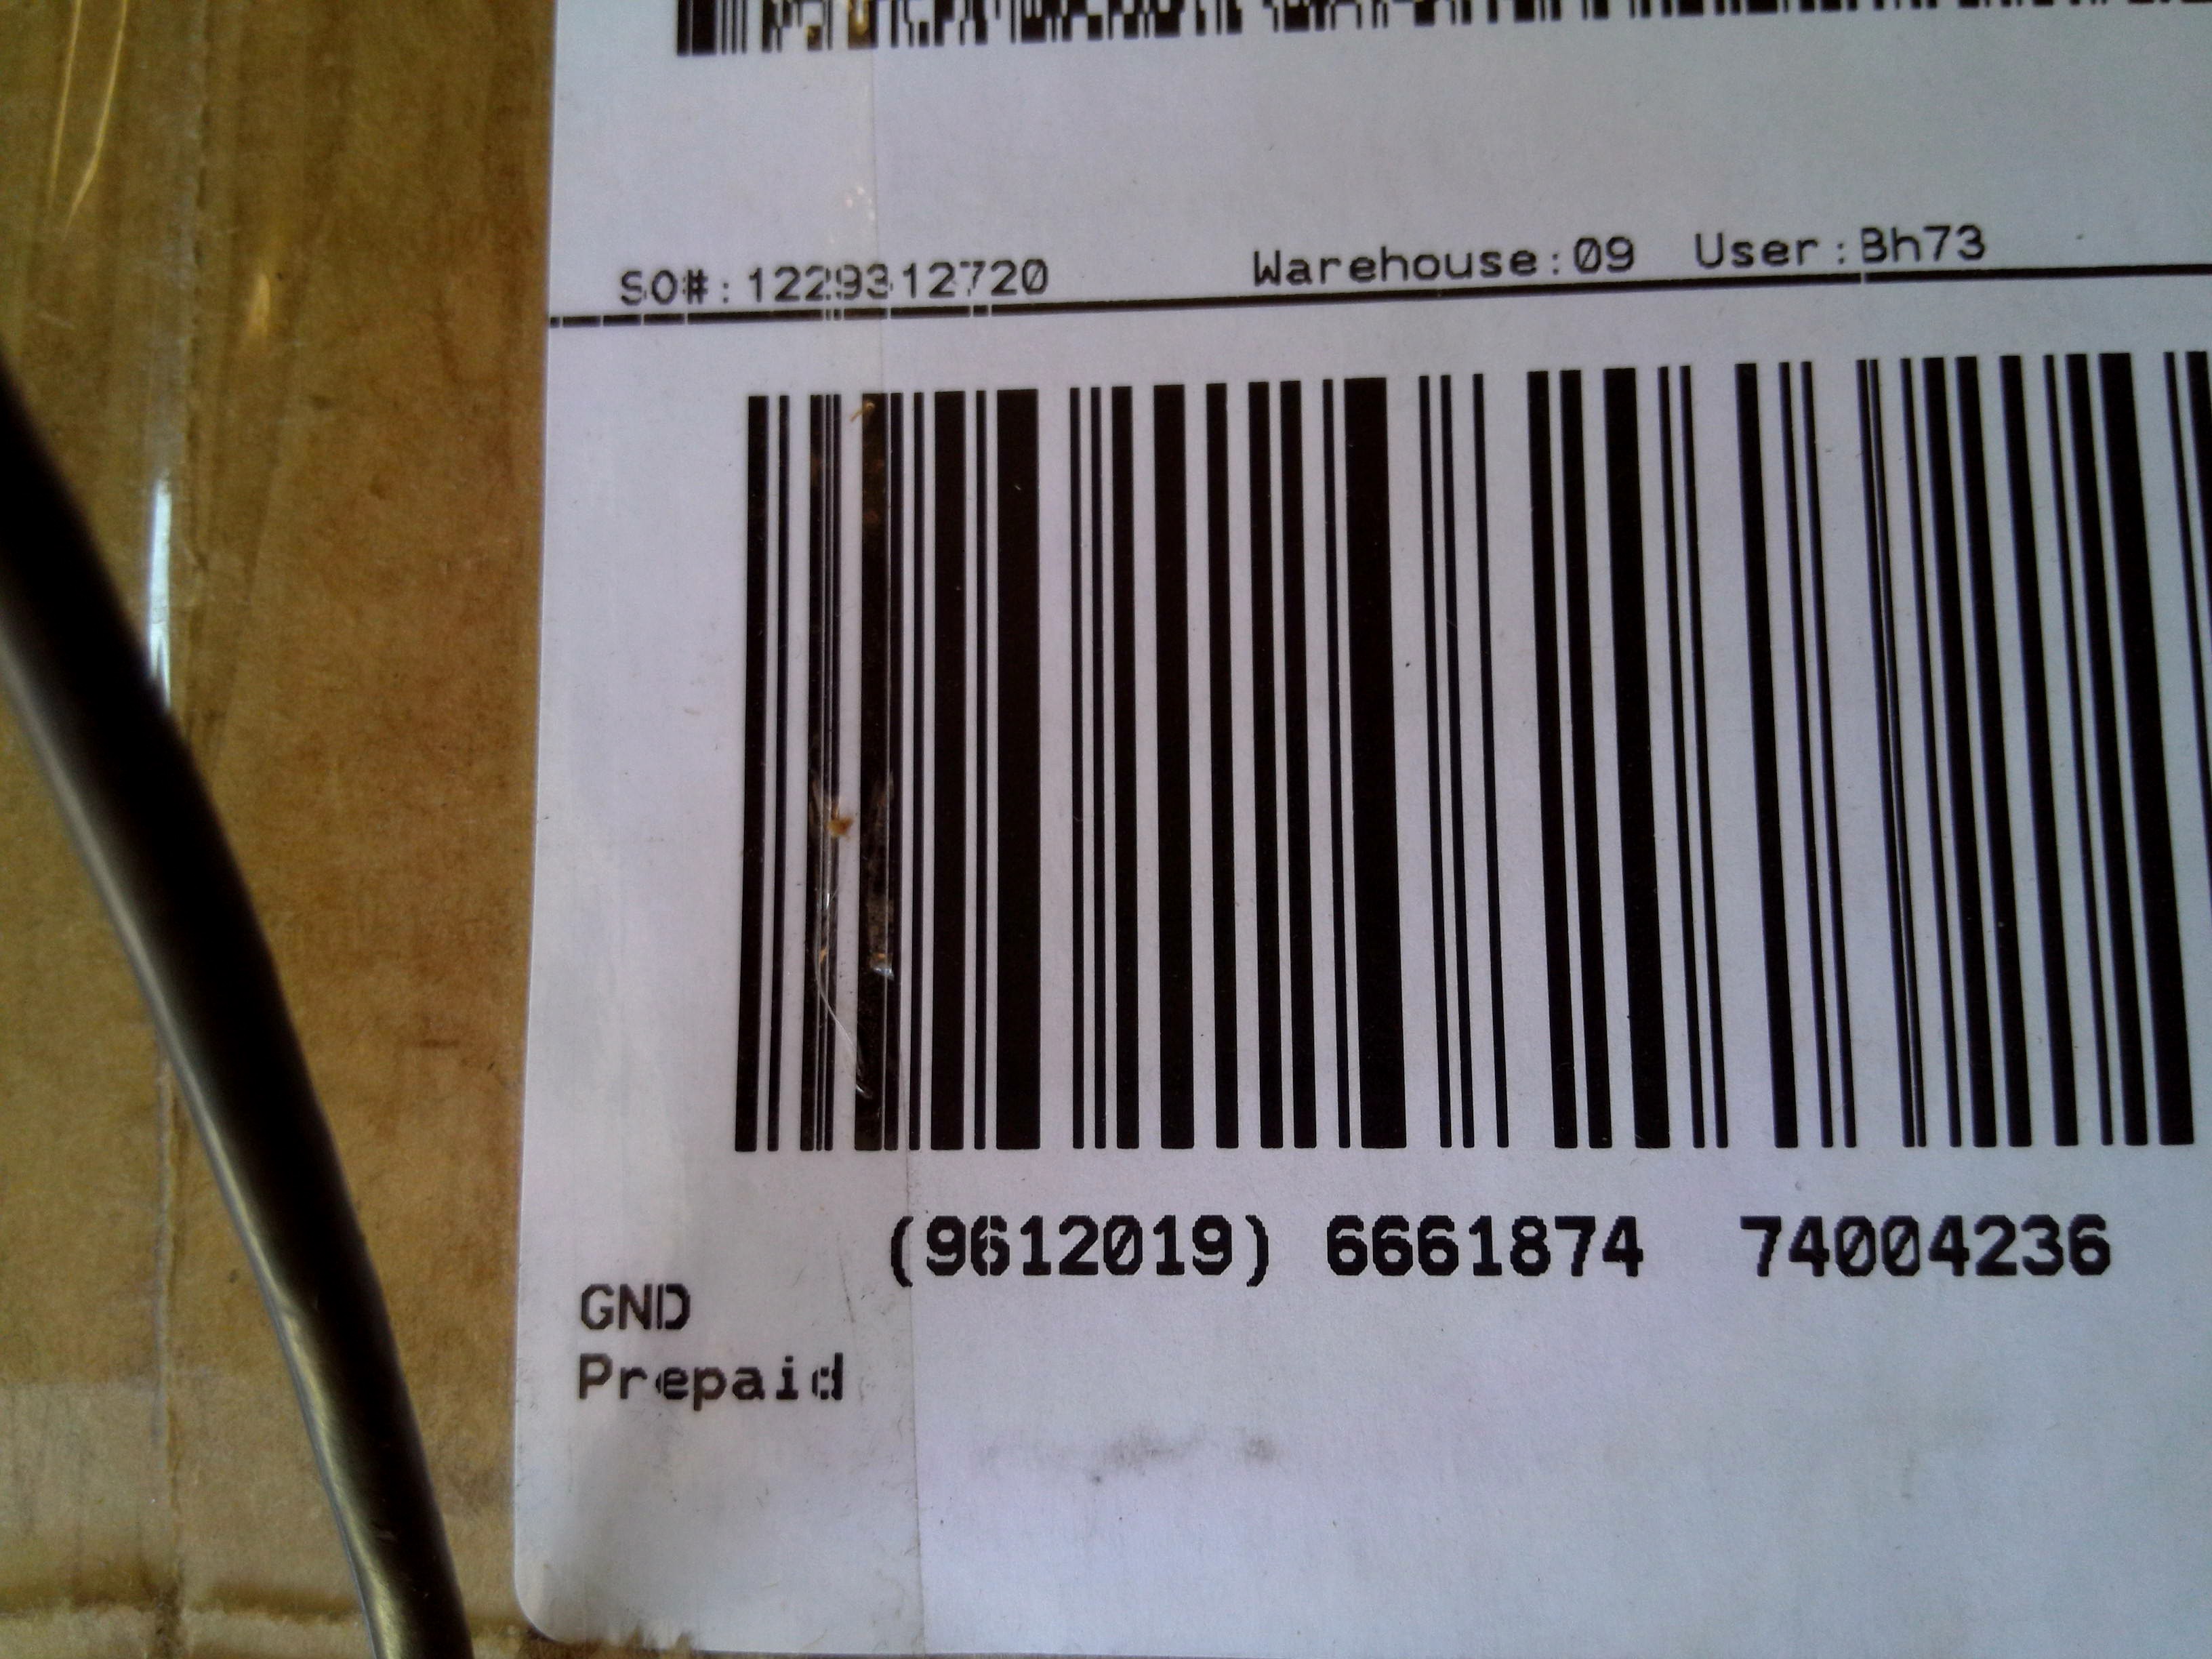 SO#:1229312720 Warehouse:09 User:Bh73
(9612019) 6661874 74004236
GND
Prepaid